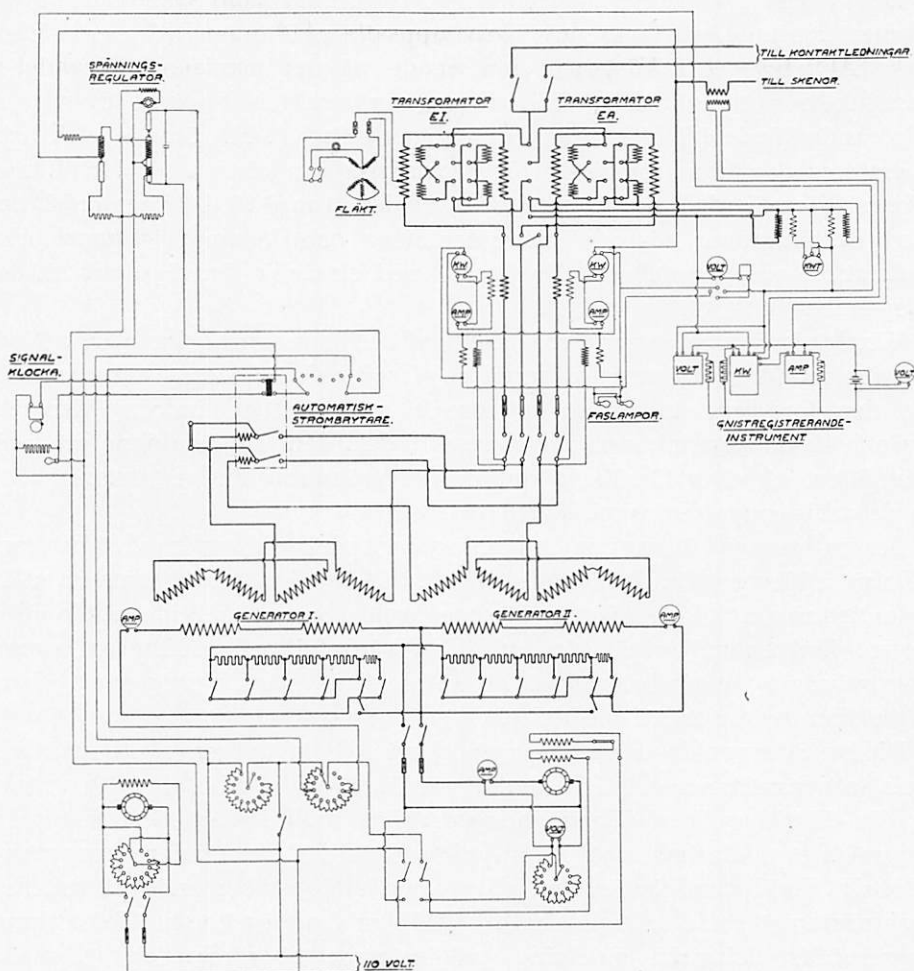 TILL KONTAKTLEDNINGAR.
SPÄNNINGS-
REGULATOR.
TILL SKENOR.
TRANSFORMATOR
E.I.
TRANSFORMATOR
E.A.
FLÄKT.
KW
KW
VOLT
AMP
AMP
SIGNAL-
KLOCKA.
VOLT
KW
AMP
VOLT
AUTOMATISK-
STRÖMBRYTARE.
FASLAMPOR.
GNISTREGISTRERANDE-
INSTRUMENT
AMP
GENERATOR I.
GENERATOR II.
AMP
AMP
VOLT
110 VOLT.